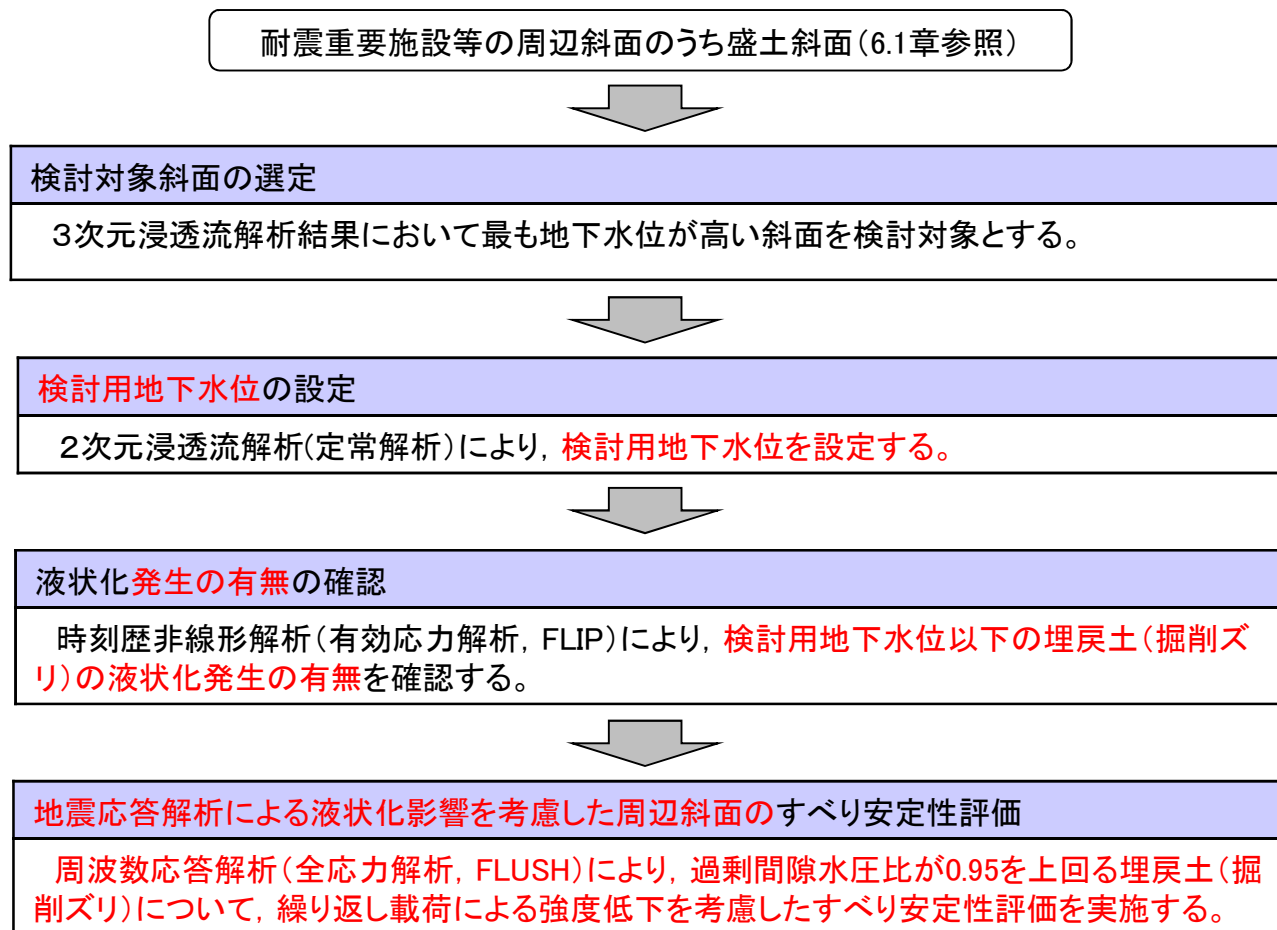 耐震重要施設等の周辺斜面のうち盛土斜面（6.1章参照）
検討対象斜面の選定
３次元浸透流解析結果において最も地下水位が高い斜面を検討対象とする。
検討用地下水位の設定
２次元浸透流解析(定常解析）により，検討用地下水位を設定する。
液状化発生の有無の確認
時刻歴非線形解析（有効応力解析，FLIP）により，検討用地下水位以下の埋戻土（掘削ズ
リ）の液状化発生の有無を確認する。
地震応答解析による液状化影響を考慮した周辺斜面のすべり安定性評価
周波数応答解析（全応力解析，FLUSH）により，過剰間隙水圧比が0.95を上回る埋戻土（掘
削ズリ）について，繰り返し載荷による強度低下を考慮したすべり安定性評価を実施する。